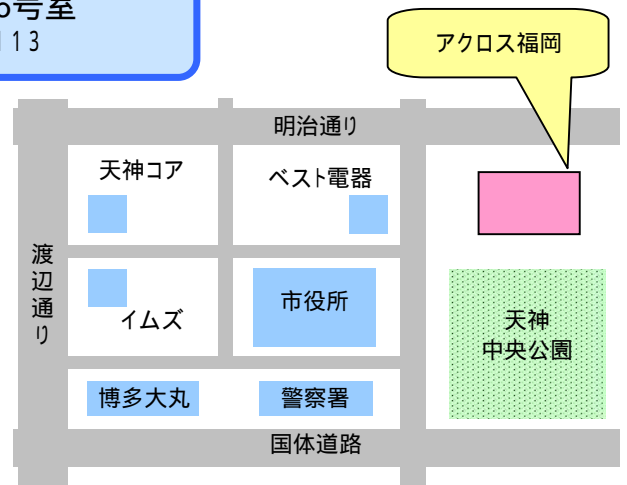 号室
113
アクロス福岡
明治通り
天神コア
ベスト電器
渡辺通り
イムズ
市役所
天神
中央公園
博多大丸
警察署
国体道路